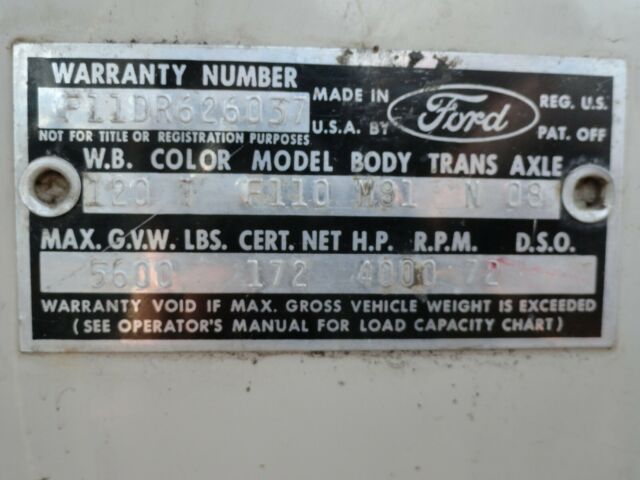 WARRANTY NUMBER
F11DR626037
NOT FOR TITLE OR REGISTRATION PURPOSES
MADE IN
U.S.A. BY
Ford
REG. U.S.
PAT. OFF
W.B. COLOR MODEL BODY TRANS AXLE
120 F110 N 08
MAX. G.V.W. LBS. CERT. NET H.P. R.P.M. D.S.O.
5600 172 4000 72
WARRANTY VOID IF MAX. GROSS VEHICLE WEIGHT IS EXCEEDED
(SEE OPERATOR'S MANUAL FOR LOAD CAPACITY CHART)